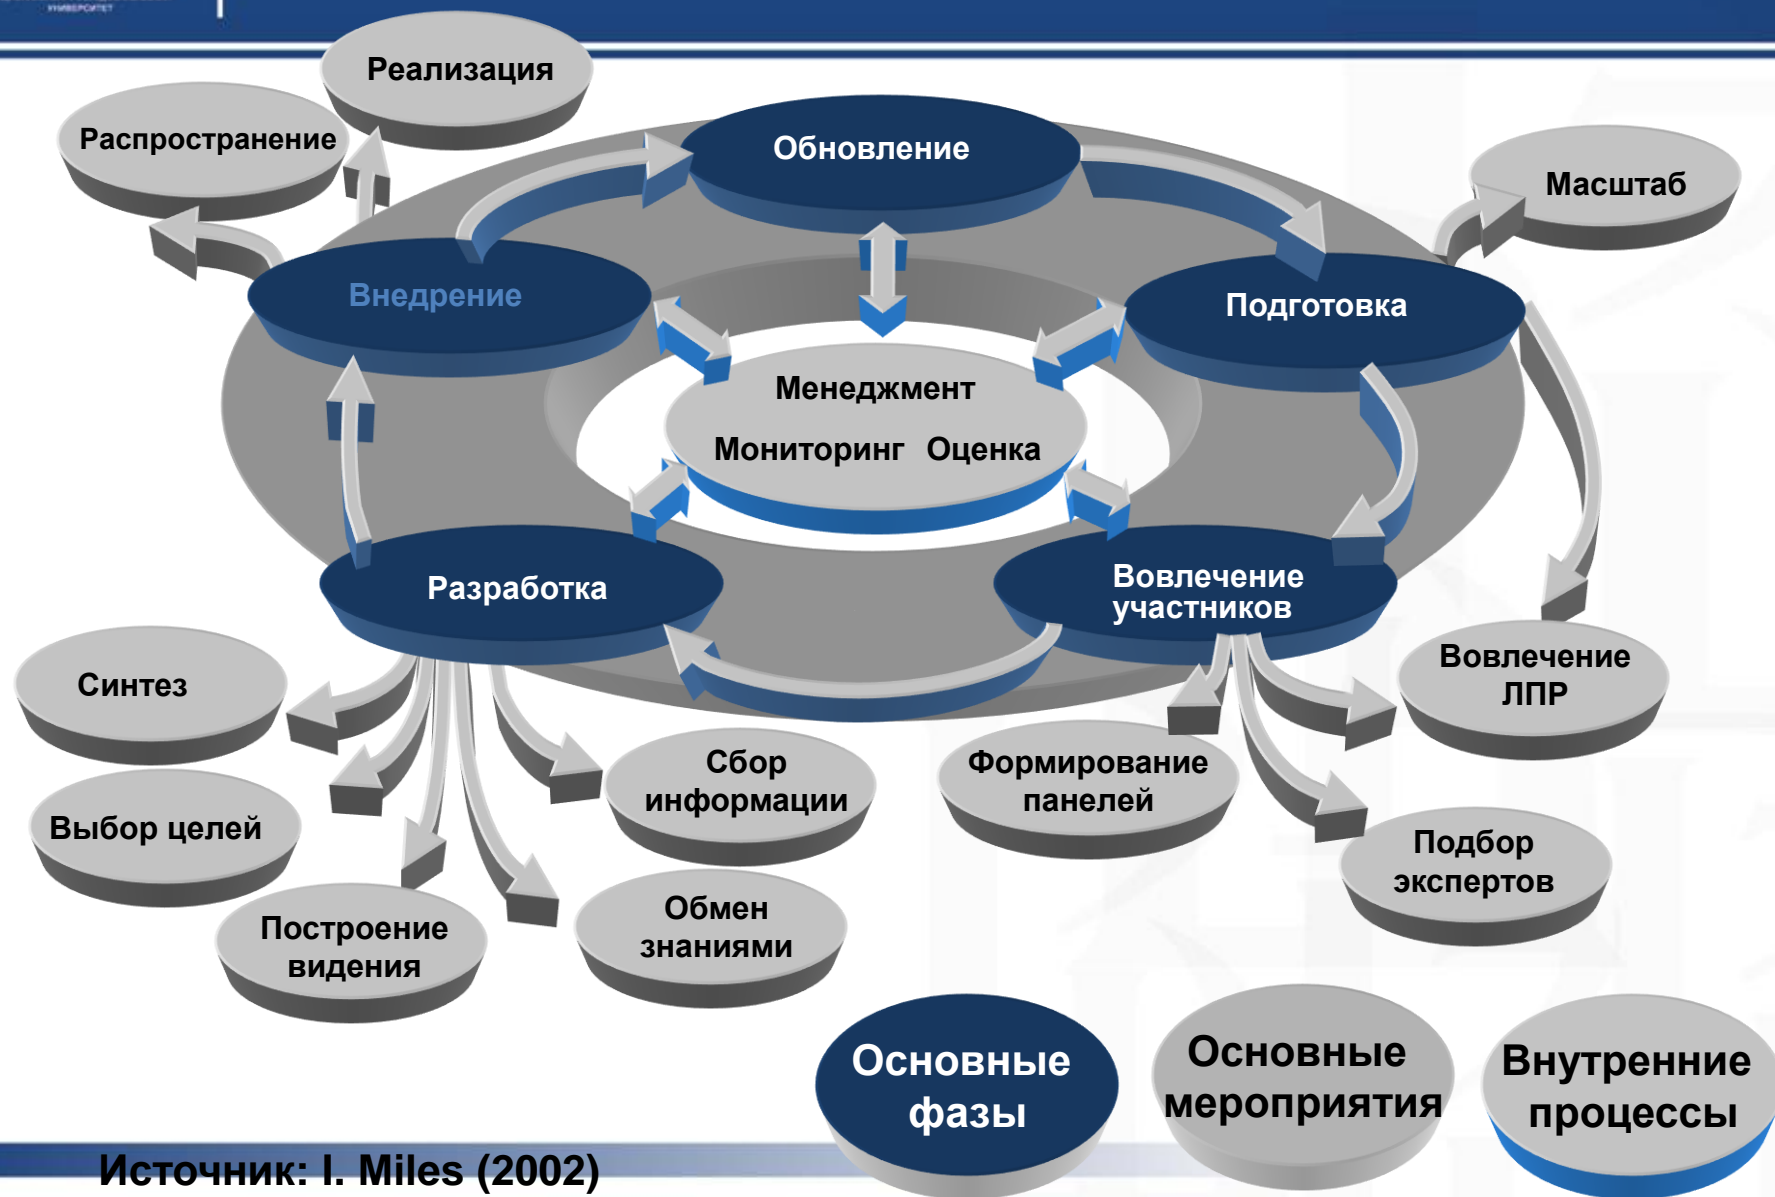 УНИВЕРСИТЕТ
Реализация
Распространение
Обновление
Масштаб
Внедрение
Подготовка
Менеджмент
Мониторинг Оценка
Разработка
Вовлечение
участников
Синтез
Вовлечение
ЛПР
Сбор
информации
Формирование
панелей
Выбор целей
Подбор
экспертов
Построение
видения
Обмен
знаниями
Основные
фазы
Основные
мероприятия
Внутренние
процессы
Источник: I. Miles (2002)